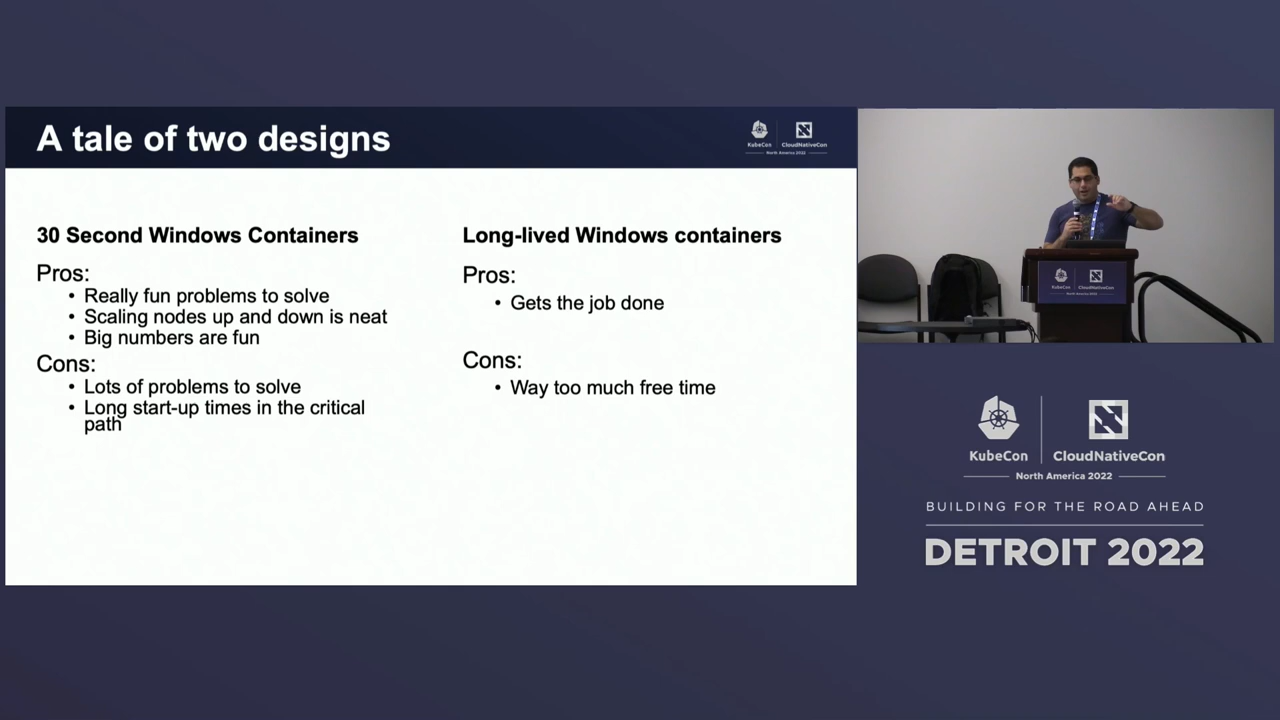 A tale of two designs
KubeCon
CloudNativeCon
North America 2022
30 Second Windows Containers
Pros:
• Really fun problems to solve
• Scaling nodes up and down is neat
• Big numbers are fun
Cons:
• Lots of problems to solve
• Long start-up times in the critical
path
Long-lived Windows containers
Pros:
• Gets the job done
Cons:
• Way too much free time
KubeCon
CloudNativeCon
KubeCon
CloudNativeCon
North America 2022
BUILDING FOR THE ROAD AHEAD
DETROIT 2022